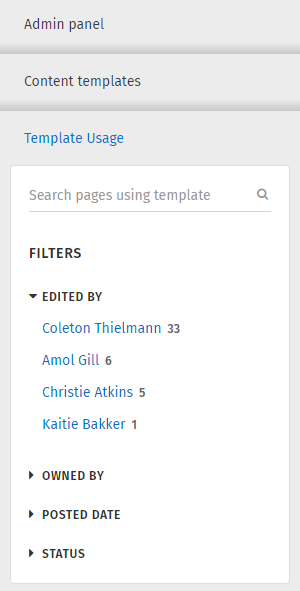 Admin panel
Content templates
Template Usage
Search pages using template
FILTERS
EDITED BY
Coleton Thielmann 33
Amol Gill 6
Christie Atkins 5
Kaitie Bakker 1
OWNED BY
POSTED DATE
STATUS